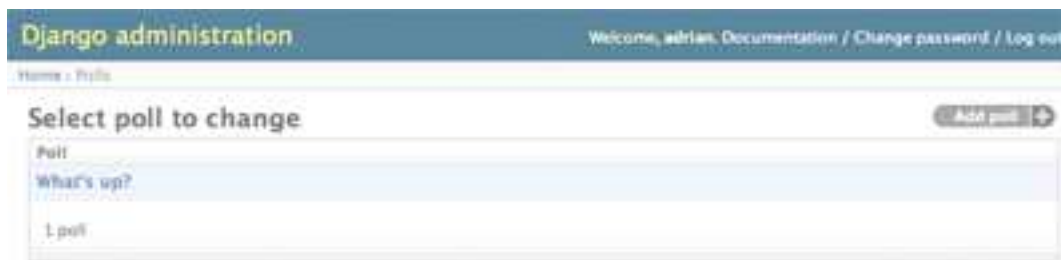 Django administration
Welcome, adrian. Documentation / Change password / Log out
Home › Polls
Select poll to change
Add poll +
Poll
What's up?
1 poll